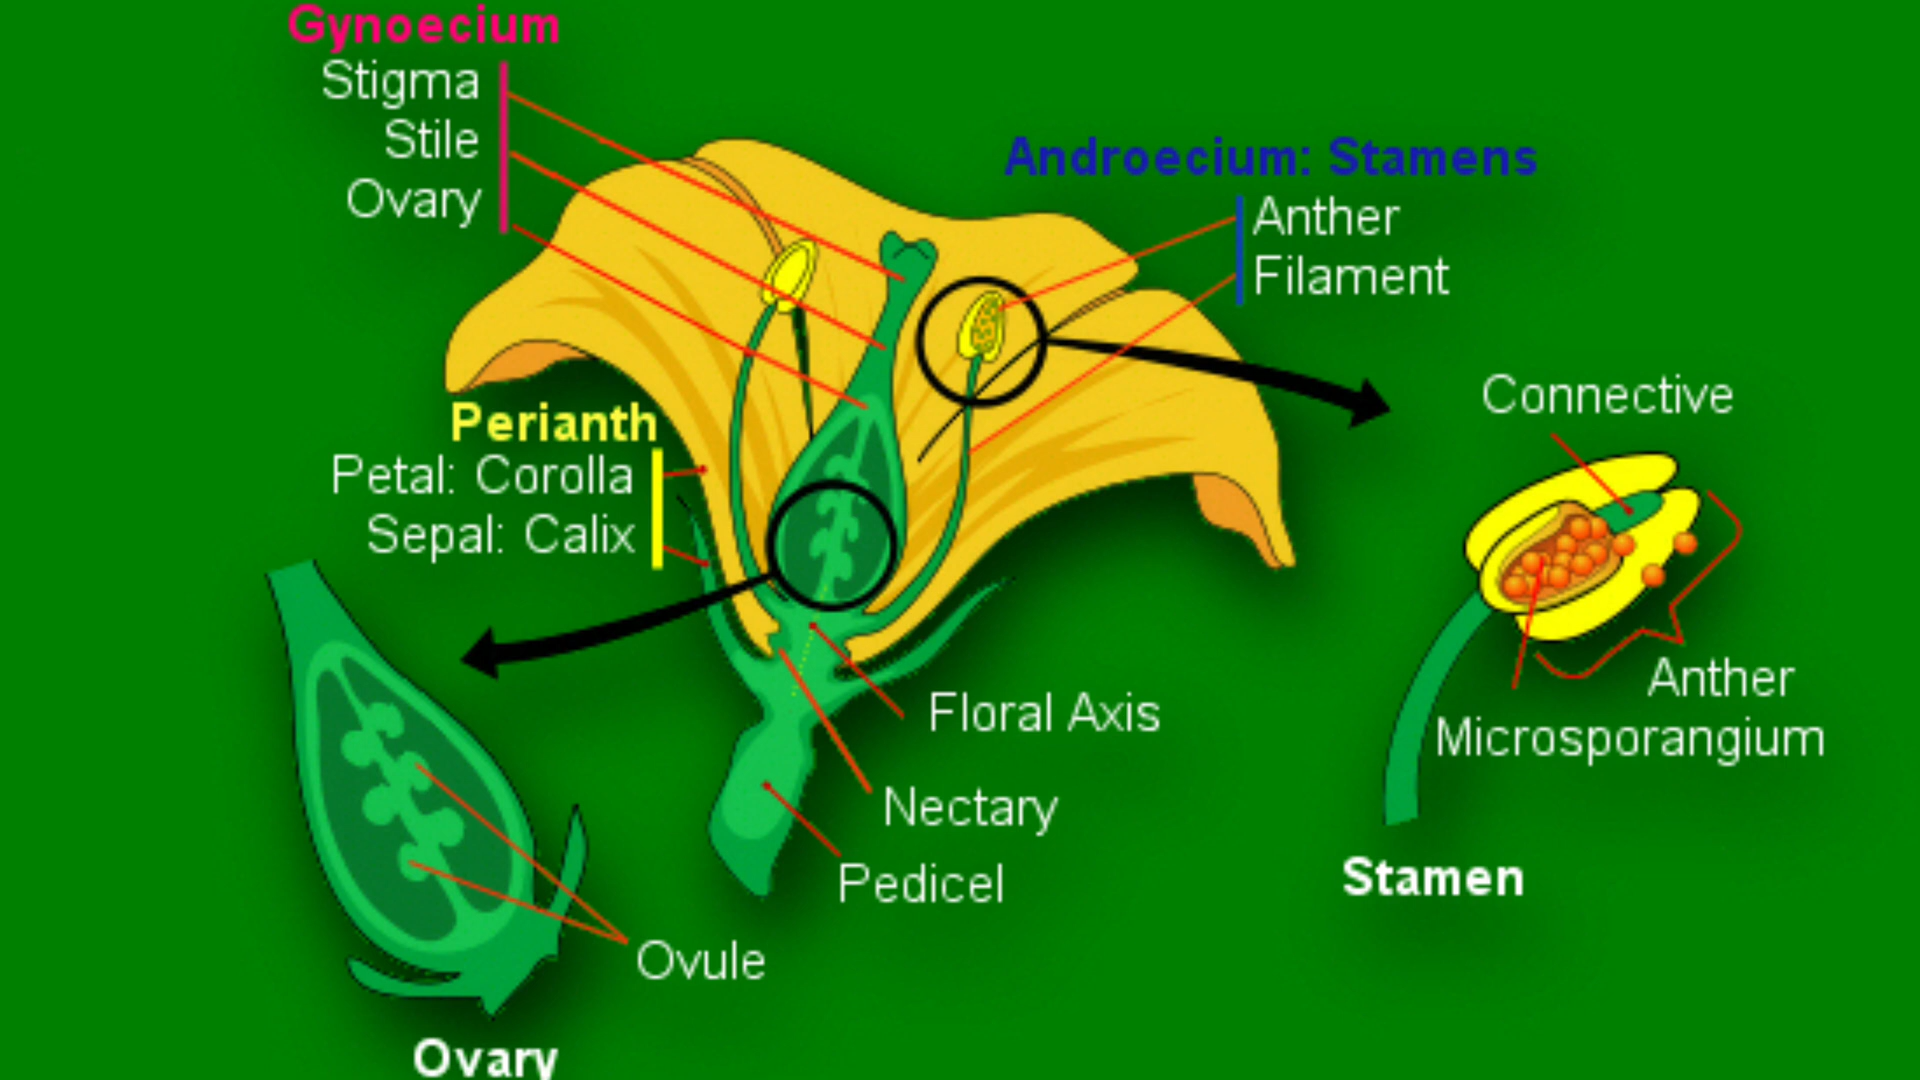 Gynoecium
Stigma
Stile
Ovary
Androecium: Stamens
Anther
Filament
Perianth
Petal: Corolla
Sepal: Calix
Connective
Anther
Microsporangium
Stamen
Floral Axis
Nectary
Pedicel
Ovule
Ovary